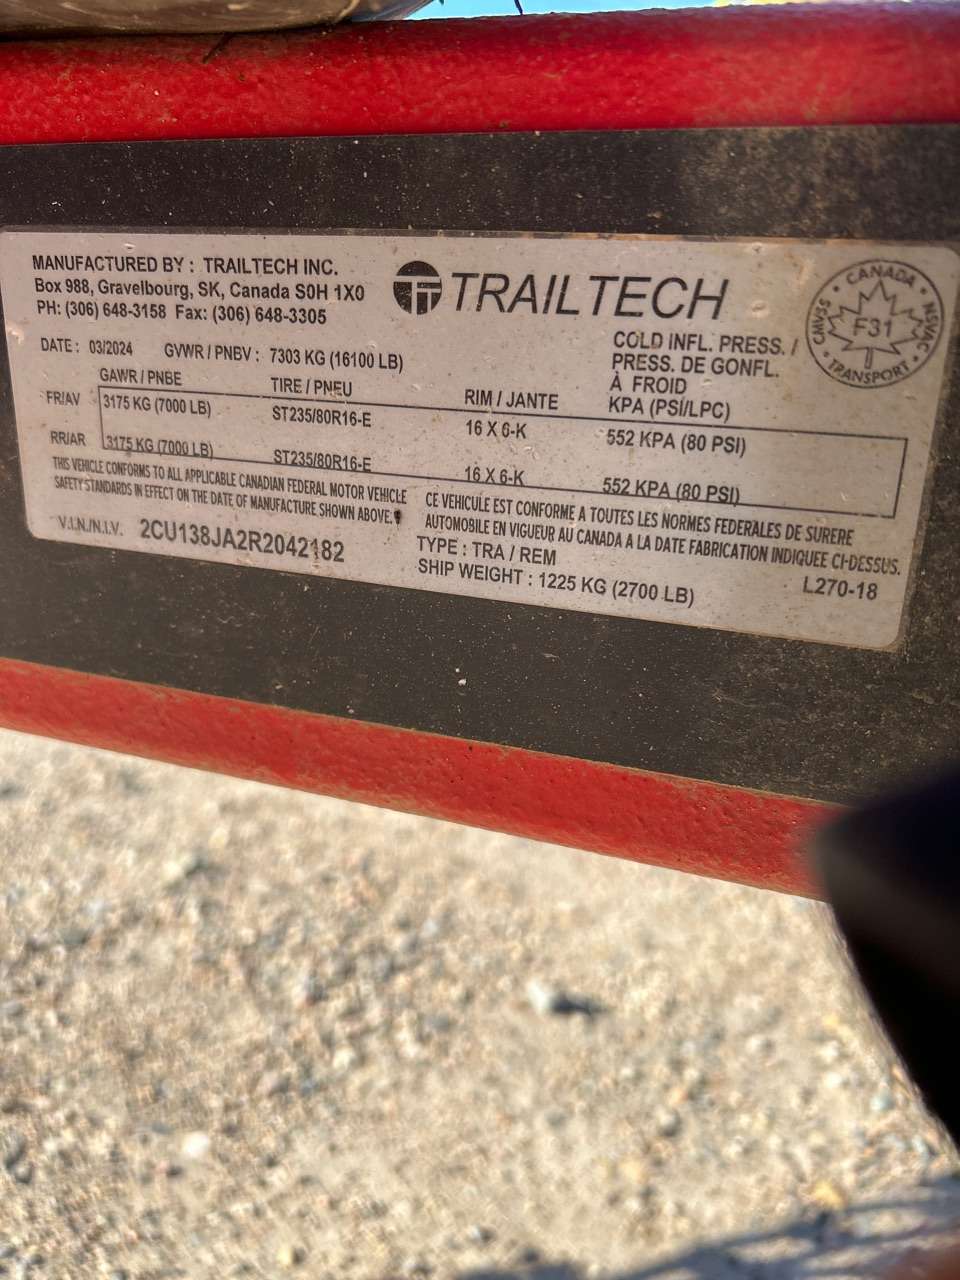 MANUFACTURED BY : TRAILTECH INC.
Box 988, Gravelbourg, SK, Canada S0H 1X0
PH: (306) 648-3158 Fax: (306) 648-3305
TRAILTECH
CANADA
CMVSS
F31
NSVAC
TRANSPORT
DATE : 03/2024 GVWR / PNBV : 7303 KG (16100 LB)
COLD INFL. PRESS. /
PRESS. DE GONFL.
À FROID
KPA (PSI/LPC)
GAWR / PNBE TIRE / PNEU RIM / JANTE
FR/AV 3175 KG (7000 LB) ST235/80R16-E 16 X 6-K 552 KPA (80 PSI)
RR/AR 3175 KG (7000 LB) ST235/80R16-E 16 X 6-K 552 KPA (80 PSI)
THIS VEHICLE CONFORMS TO ALL APPLICABLE CANADIAN FEDERAL MOTOR VEHICLE
SAFETY STANDARDS IN EFFECT ON THE DATE OF MANUFACTURE SHOWN ABOVE.
CE VEHICULE EST CONFORME A TOUTES LES NORMES FEDERALES DE SURERE
AUTOMOBILE EN VIGUEUR AU CANADA A LA DATE FABRICATION INDIQUEE CI-DESSUS.
V.I.N./N.I.V. 2CU138JA2R2042182
TYPE : TRA / REM
SHIP WEIGHT : 1225 KG (2700 LB)
L270-18